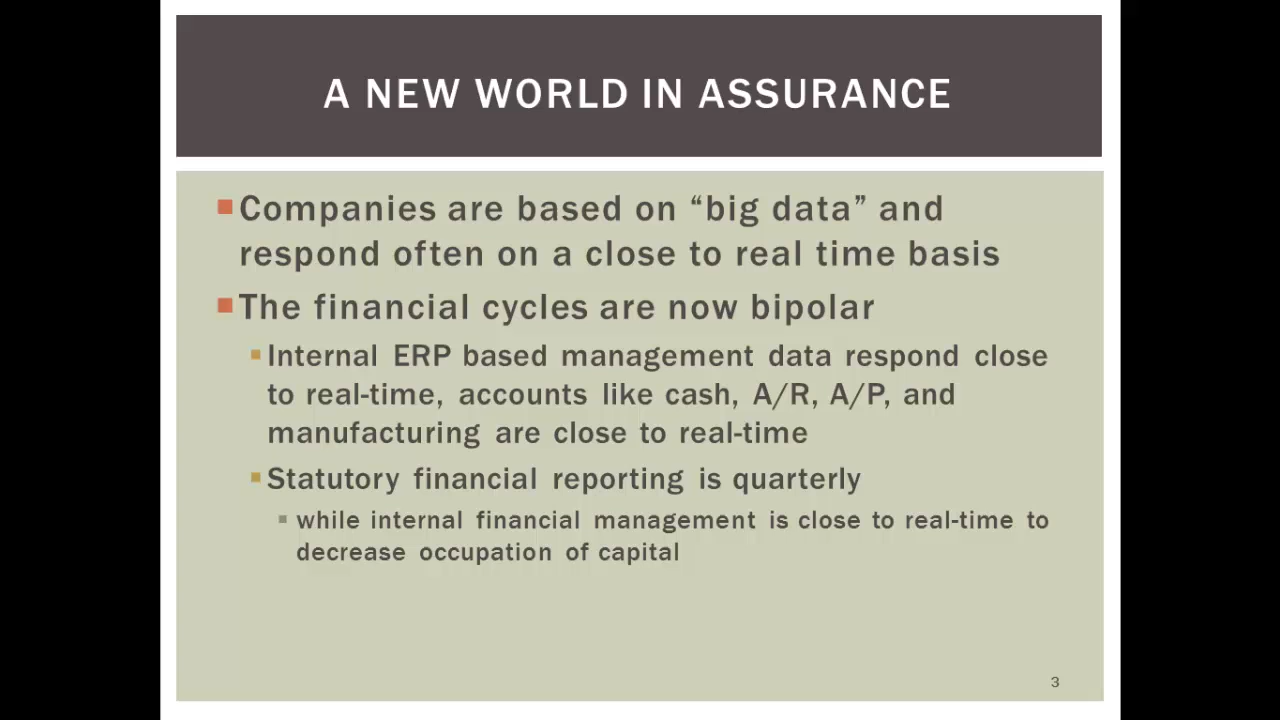 A NEW WORLD IN ASSURANCE
Companies are based on “big data” and
respond often on a close to real time basis
The financial cycles are now bipolar
Internal ERP based management data respond close
to real-time, accounts like cash, A/R, A/P, and
manufacturing are close to real-time
Statutory financial reporting is quarterly
while internal financial management is close to real-time to
decrease occupation of capital
3